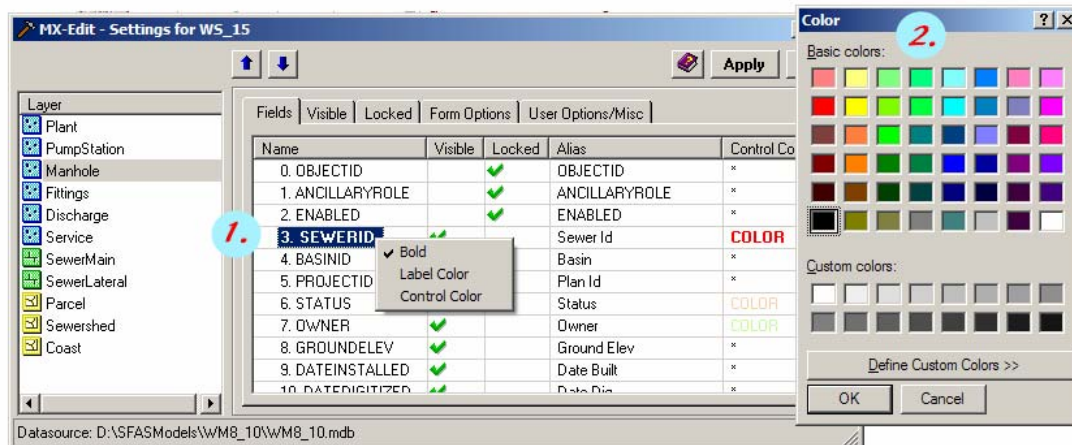 MX-Edit - Settings for WS_15
Apply
Layer
Plant
PumpStation
Manhole
Fittings
Discharge
Service
SewerMain
SewerLateral
Parcel
Sewershed
Coast
Fields Visible Locked Form Options User Options/Misc
Name Visible Locked Alias Control Co
0. OBJECTID OBJECTID *
1. ANCILLARYROLE ANCILLARYROLE *
2. ENABLED ENABLED *
1.
3. SEWERID Sewer Id COLOR
4. BASINID Basin *
5. PROJECTID Plan Id *
6. STATUS Status COLOR
7. OWNER Owner COLOR
8. GROUNDELEV Ground Elev *
9. DATEINSTALLED Date Built *
10. DATEDIGITIZED Date Dig
Bold
Label Color
Control Color
Datasource: D:\SFASModels\WM8_10\WM8_10.mdb
Color
2.
Basic colors:
Custom colors:
Define Custom Colors >>
OK Cancel